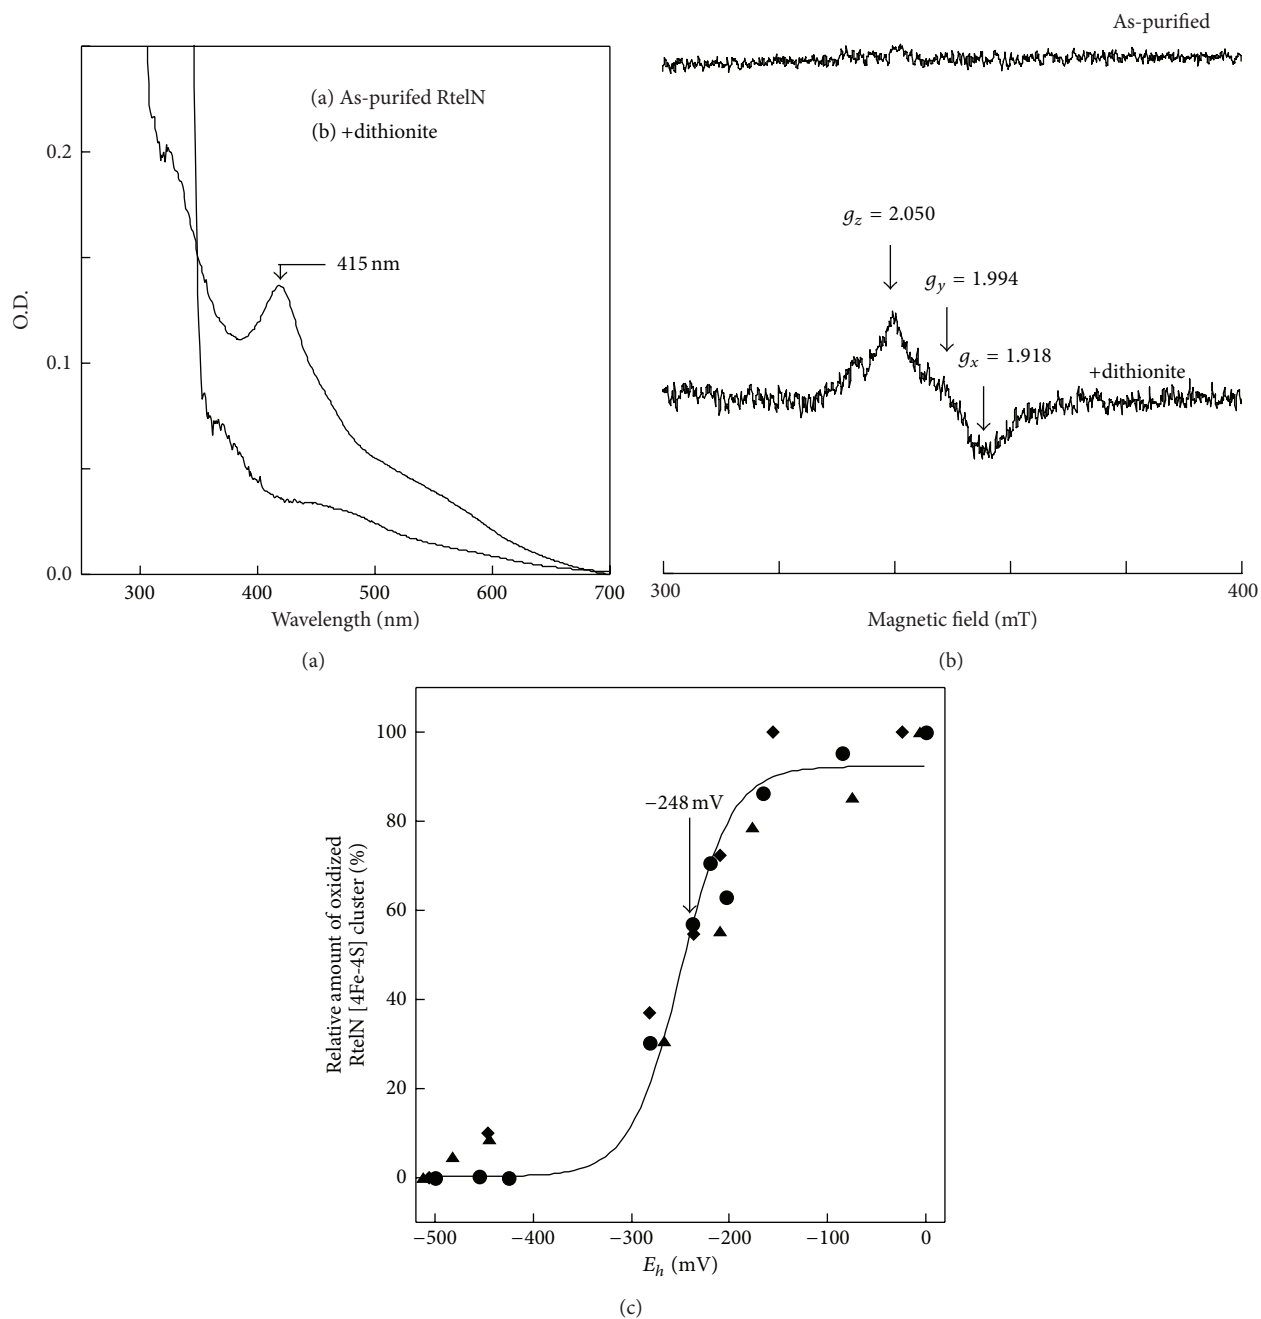 (a) As-purifed RtelN
(b) +dithionite
415 nm
0.2
0.1
0.0
O.D.
300 400 500 600 700
Wavelength (nm)
(a)
As-purified
g_z = 2.050
g_y = 1.994
g_x = 1.918
+dithionite
300 400
Magnetic field (mT)
(b)
100
80
60
40
20
0
−248 mV
Relative amount of oxidized
RtelN [4Fe-4S] cluster (%)
−500 −400 −300 −200 −100 0
E_h (mV)
(c)